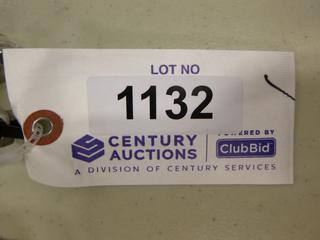 LOT NO
1132
CENTURY AUCTIONS
POWERED BY
ClubBid
A DIVISION OF CENTURY SERVICES